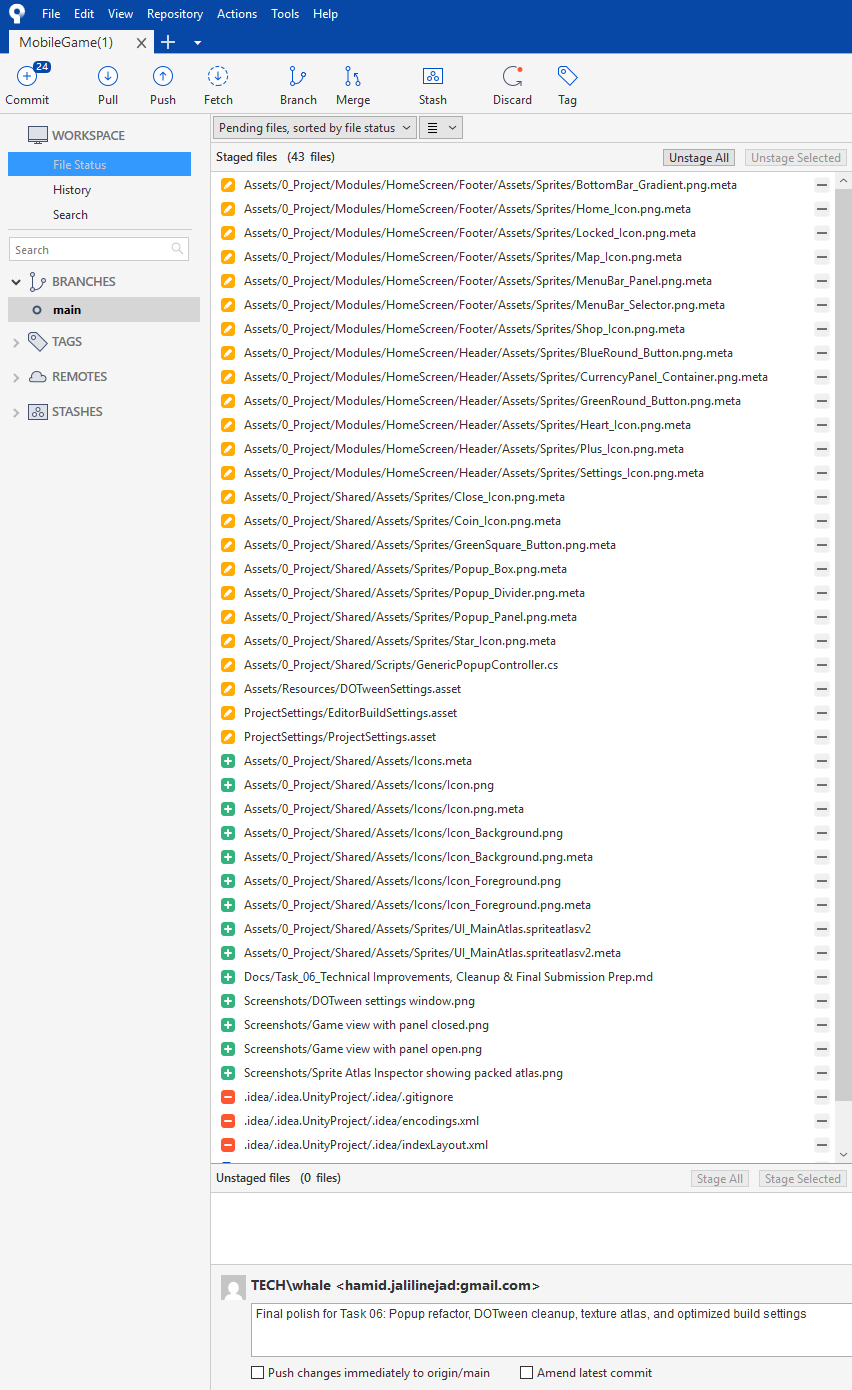 File Edit View Repository Actions Tools Help
MobileGame(1)
24
Commit Pull Push Fetch Branch Merge Stash Discard Tag
WORKSPACE
File Status
History
Search
Search
BRANCHES
main
TAGS
REMOTES
STASHES
Pending files, sorted by file status
Staged files (43 files) Unstage All Unstage Selected
Assets/0_Project/Modules/HomeScreen/Footer/Assets/Sprites/BottomBar_Gradient.png.meta
Assets/0_Project/Modules/HomeScreen/Footer/Assets/Sprites/Home_Icon.png.meta
Assets/0_Project/Modules/HomeScreen/Footer/Assets/Sprites/Locked_Icon.png.meta
Assets/0_Project/Modules/HomeScreen/Footer/Assets/Sprites/Map_Icon.png.meta
Assets/0_Project/Modules/HomeScreen/Footer/Assets/Sprites/MenuBar_Panel.png.meta
Assets/0_Project/Modules/HomeScreen/Footer/Assets/Sprites/MenuBar_Selector.png.meta
Assets/0_Project/Modules/HomeScreen/Footer/Assets/Sprites/Shop_Icon.png.meta
Assets/0_Project/Modules/HomeScreen/Header/Assets/Sprites/BlueRound_Button.png.meta
Assets/0_Project/Modules/HomeScreen/Header/Assets/Sprites/CurrencyPanel_Container.png.meta
Assets/0_Project/Modules/HomeScreen/Header/Assets/Sprites/GreenRound_Button.png.meta
Assets/0_Project/Modules/HomeScreen/Header/Assets/Sprites/Heart_Icon.png.meta
Assets/0_Project/Modules/HomeScreen/Header/Assets/Sprites/Plus_Icon.png.meta
Assets/0_Project/Modules/HomeScreen/Header/Assets/Sprites/Settings_Icon.png.meta
Assets/0_Project/Shared/Assets/Sprites/Close_Icon.png.meta
Assets/0_Project/Shared/Assets/Sprites/Coin_Icon.png.meta
Assets/0_Project/Shared/Assets/Sprites/GreenSquare_Button.png.meta
Assets/0_Project/Shared/Assets/Sprites/Popup_Box.png.meta
Assets/0_Project/Shared/Assets/Sprites/Popup_Divider.png.meta
Assets/0_Project/Shared/Assets/Sprites/Popup_Panel.png.meta
Assets/0_Project/Shared/Assets/Sprites/Star_Icon.png.meta
Assets/0_Project/Shared/Scripts/GenericPopupController.cs
Assets/Resources/DOTweenSettings.asset
ProjectSettings/EditorBuildSettings.asset
ProjectSettings/ProjectSettings.asset
Assets/0_Project/Shared/Assets/Icons.meta
Assets/0_Project/Shared/Assets/Icons/Icon.png
Assets/0_Project/Shared/Assets/Icons/Icon.png.meta
Assets/0_Project/Shared/Assets/Icons/Icon_Background.png
Assets/0_Project/Shared/Assets/Icons/Icon_Background.png.meta
Assets/0_Project/Shared/Assets/Icons/Icon_Foreground.png
Assets/0_Project/Shared/Assets/Icons/Icon_Foreground.png.meta
Assets/0_Project/Shared/Assets/Sprites/UI_MainAtlas.spriteatlasv2
Assets/0_Project/Shared/Assets/Sprites/UI_MainAtlas.spriteatlasv2.meta
Docs/Task_06_Technical Improvements, Cleanup & Final Submission Prep.md
Screenshots/DOTween settings window.png
Screenshots/Game view with panel closed.png
Screenshots/Game view with panel open.png
Screenshots/Sprite Atlas Inspector showing packed atlas.png
.idea/.idea.UnityProject/.idea/.gitignore
.idea/.idea.UnityProject/.idea/encodings.xml
.idea/.idea.UnityProject/.idea/indexLayout.xml
Unstaged files (0 files) Stage All Stage Selected
TECH\whale <hamid.jalilinejad:gmail.com>
Final polish for Task 06: Popup refactor, DOTween cleanup, texture atlas, and optimized build settings
Push changes immediately to origin/main Amend latest commit